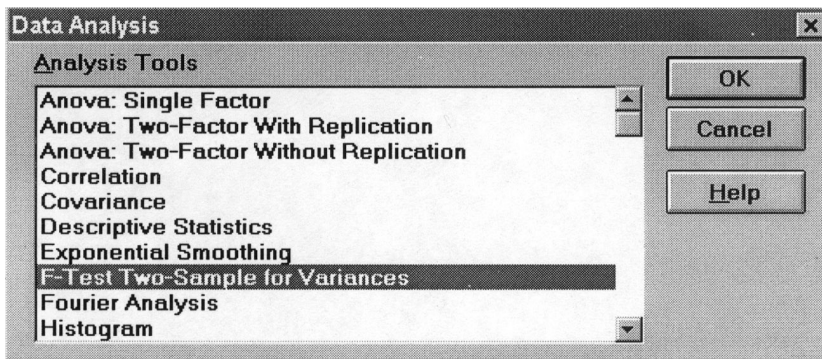 Data Analysis
Analysis Tools
Anova: Single Factor
Anova: Two-Factor With Replication
Anova: Two-Factor Without Replication
Correlation
Covariance
Descriptive Statistics
Exponential Smoothing
F-Test Two-Sample for Variances
Fourier Analysis
Histogram
OK
Cancel
Help